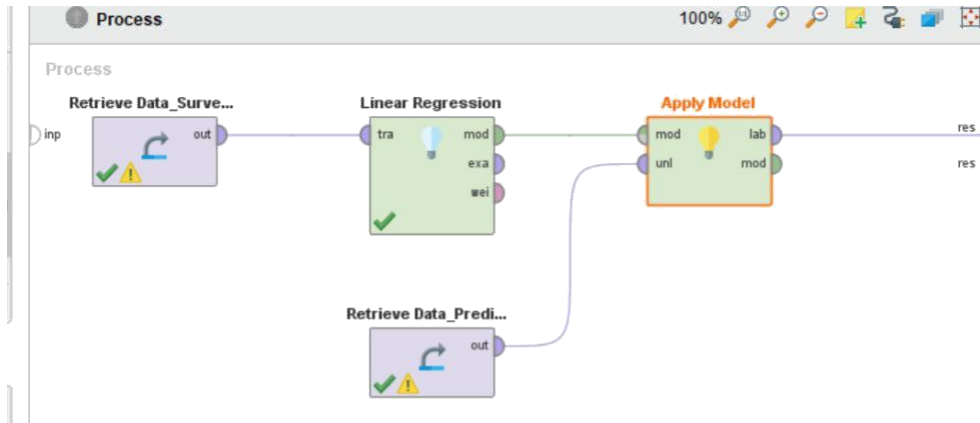 Process
100%
Process
Retrieve Data_Surve...
Linear Regression
Apply Model
inp
out
tra
mod
exa
wei
mod
lab
unl
mod
res
res
Retrieve Data_Predi...
out